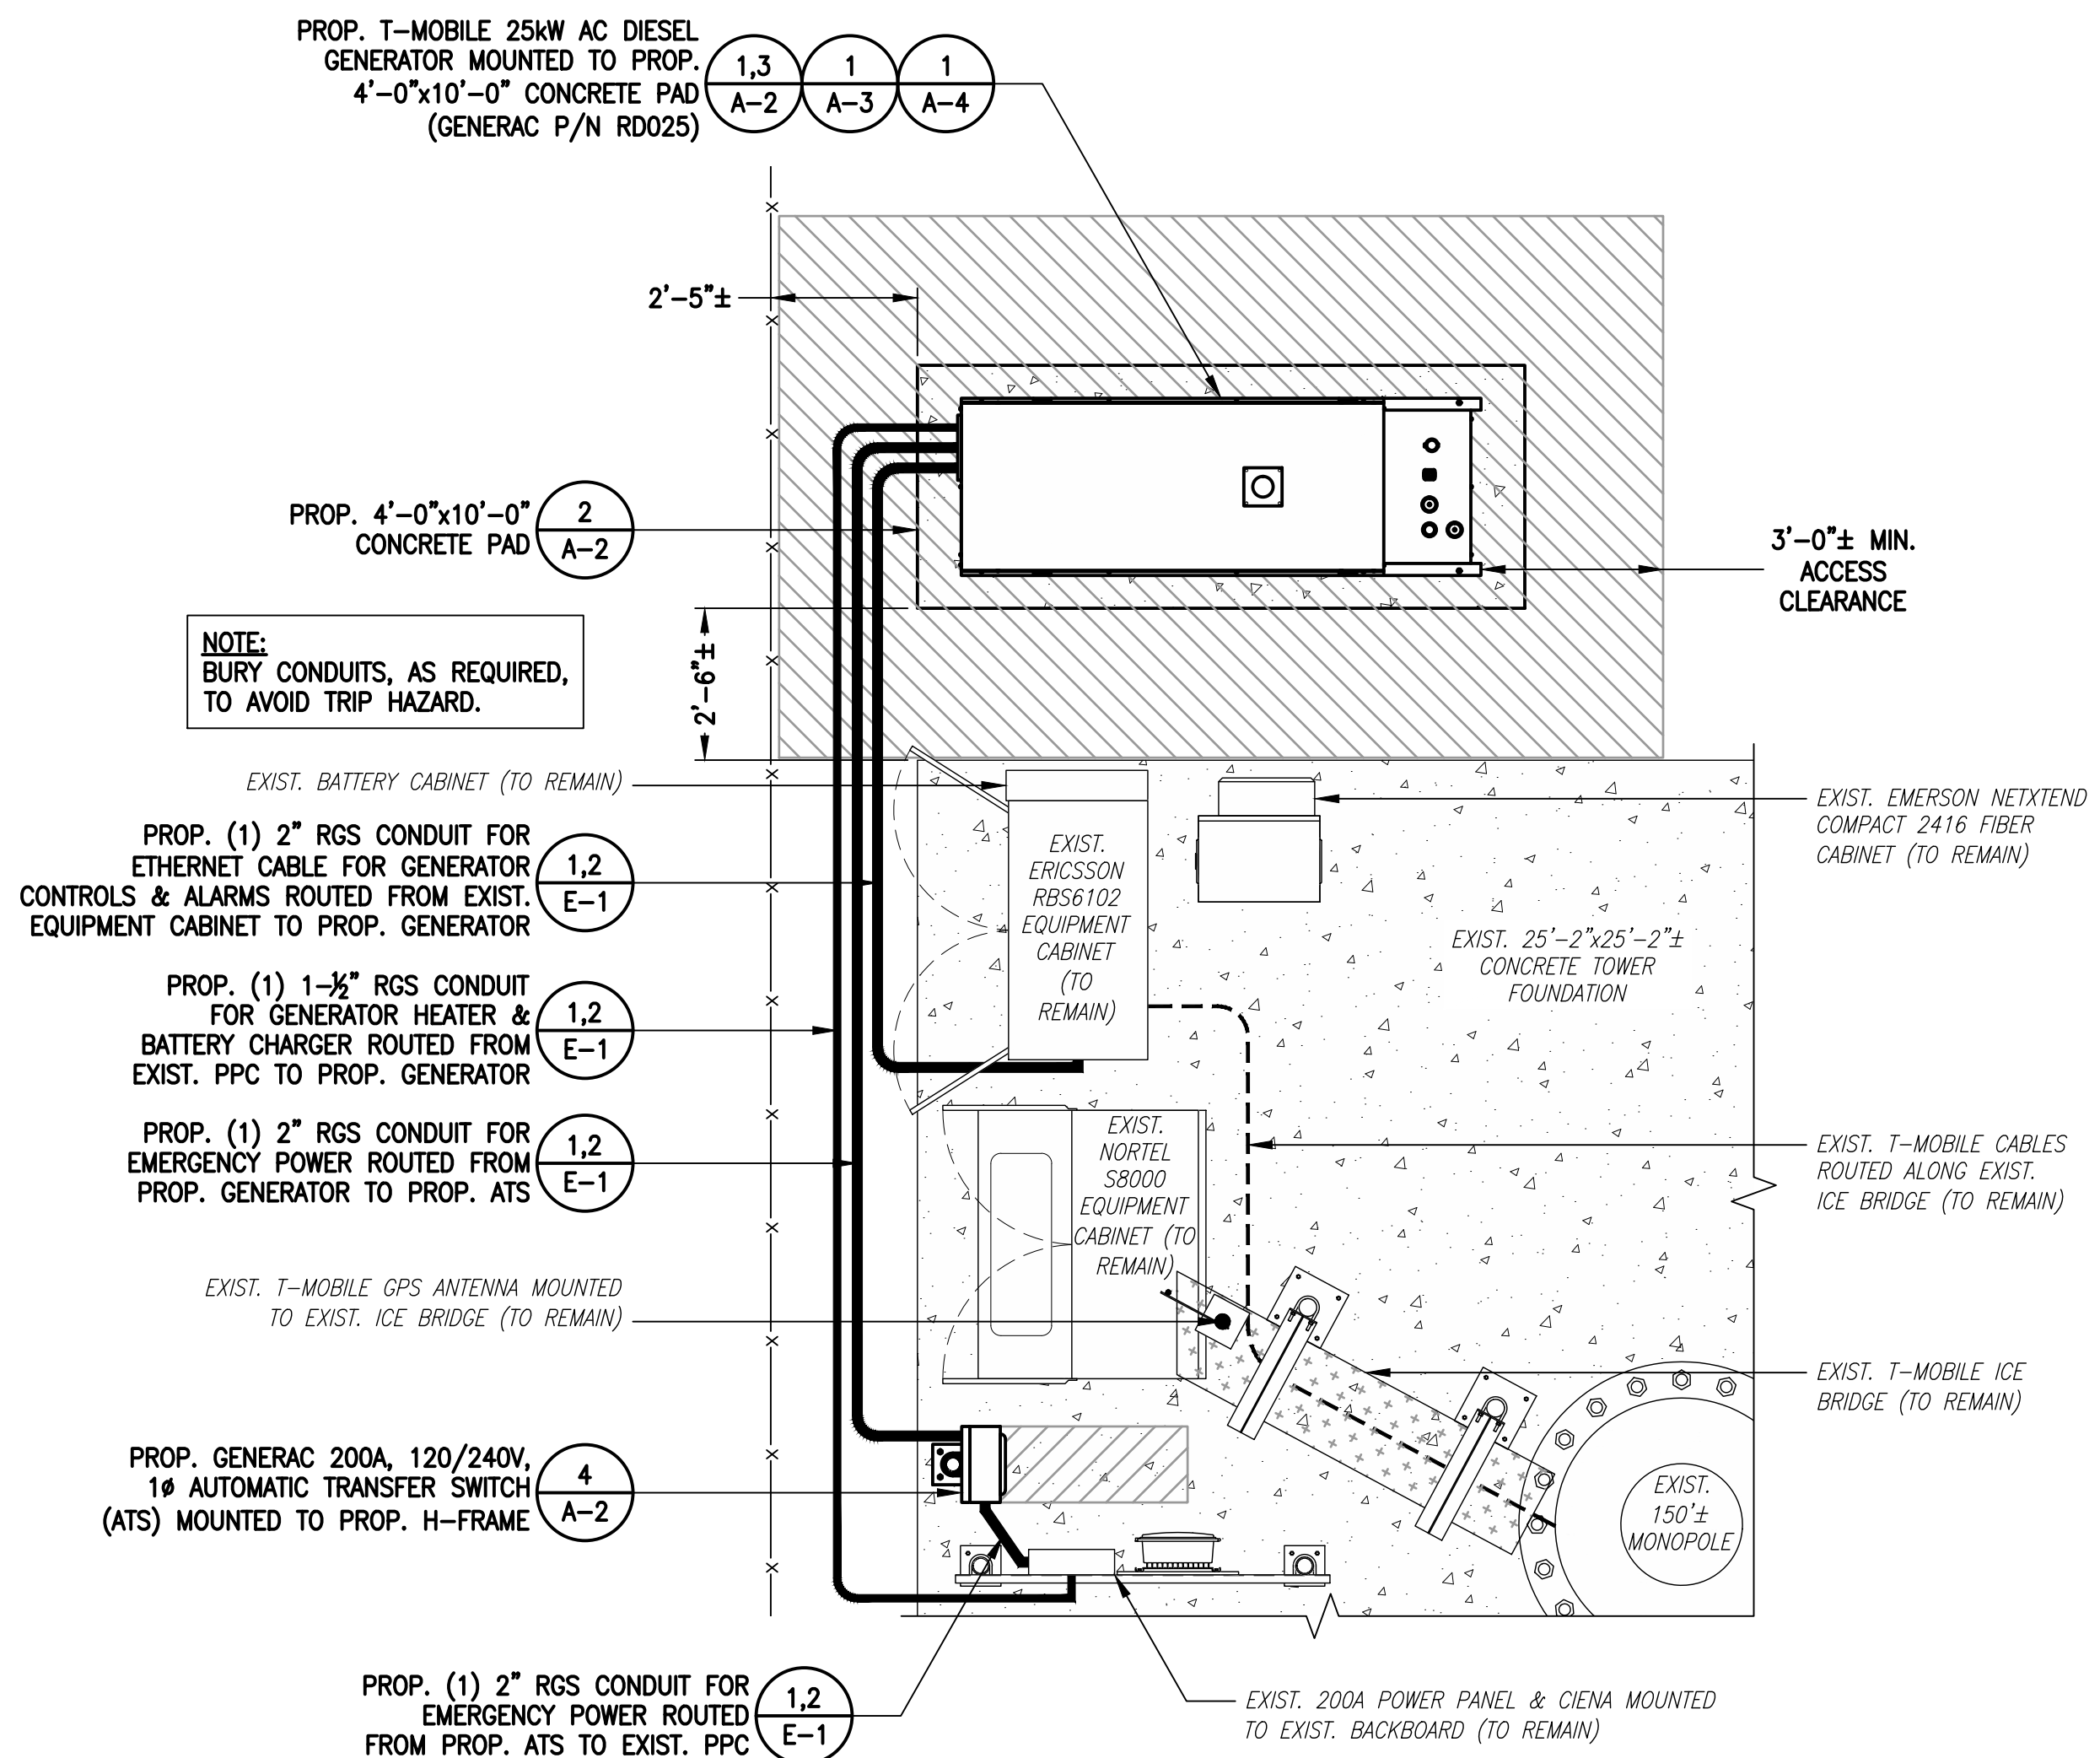 PROP. T-MOBILE 25kW AC DIESEL
GENERATOR MOUNTED TO PROP.
4'-0"x10'-0" CONCRETE PAD
(GENERAC P/N RD025)
1,3
A-2
1
A-3
1
A-4
2'-5"±
PROP. 4'-0"x10'-0"
CONCRETE PAD
2
A-2
3'-0"± MIN.
ACCESS
CLEARANCE
NOTE:
BURY CONDUITS, AS REQUIRED,
TO AVOID TRIP HAZARD.
2'-6"±
EXIST. BATTERY CABINET (TO REMAIN)
EXIST. EMERSON NETXTEND
COMPACT 2416 FIBER
CABINET (TO REMAIN)
PROP. (1) 2" RGS CONDUIT FOR
ETHERNET CABLE FOR GENERATOR
CONTROLS & ALARMS ROUTED FROM EXIST.
EQUIPMENT CABINET TO PROP. GENERATOR
1,2
E-1
EXIST.
ERICSSON
RBS6102
EQUIPMENT
CABINET
(TO
REMAIN)
EXIST. 25'-2"x25'-2"±
CONCRETE TOWER
FOUNDATION
PROP. (1) 1-½" RGS CONDUIT
FOR GENERATOR HEATER &
BATTERY CHARGER ROUTED FROM
EXIST. PPC TO PROP. GENERATOR
1,2
E-1
PROP. (1) 2" RGS CONDUIT FOR
EMERGENCY POWER ROUTED FROM
PROP. GENERATOR TO PROP. ATS
1,2
E-1
EXIST.
NORTEL
S8000
EQUIPMENT
CABINET (TO
REMAIN)
EXIST. T-MOBILE CABLES
ROUTED ALONG EXIST.
ICE BRIDGE (TO REMAIN)
EXIST. T-MOBILE GPS ANTENNA MOUNTED
TO EXIST. ICE BRIDGE (TO REMAIN)
EXIST. T-MOBILE ICE
BRIDGE (TO REMAIN)
PROP. GENERAC 200A, 120/240V,
1ø AUTOMATIC TRANSFER SWITCH
(ATS) MOUNTED TO PROP. H-FRAME
4
A-2
EXIST.
150'±
MONOPOLE
PROP. (1) 2" RGS CONDUIT FOR
EMERGENCY POWER ROUTED
FROM PROP. ATS TO EXIST. PPC
1,2
E-1
EXIST. 200A POWER PANEL & CIENA MOUNTED
TO EXIST. BACKBOARD (TO REMAIN)